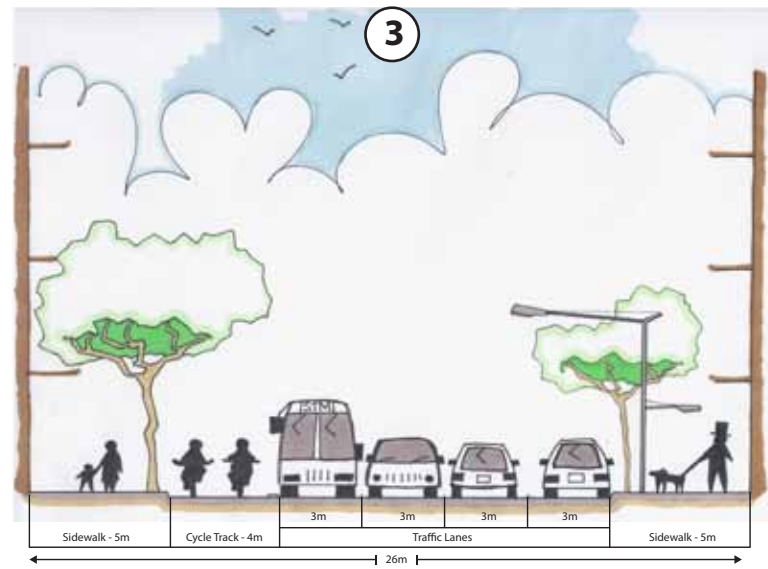 3
3m 3m 3m 3m
Sidewalk - 5m Cycle Track - 4m Traffic Lanes Sidewalk - 5m
26m